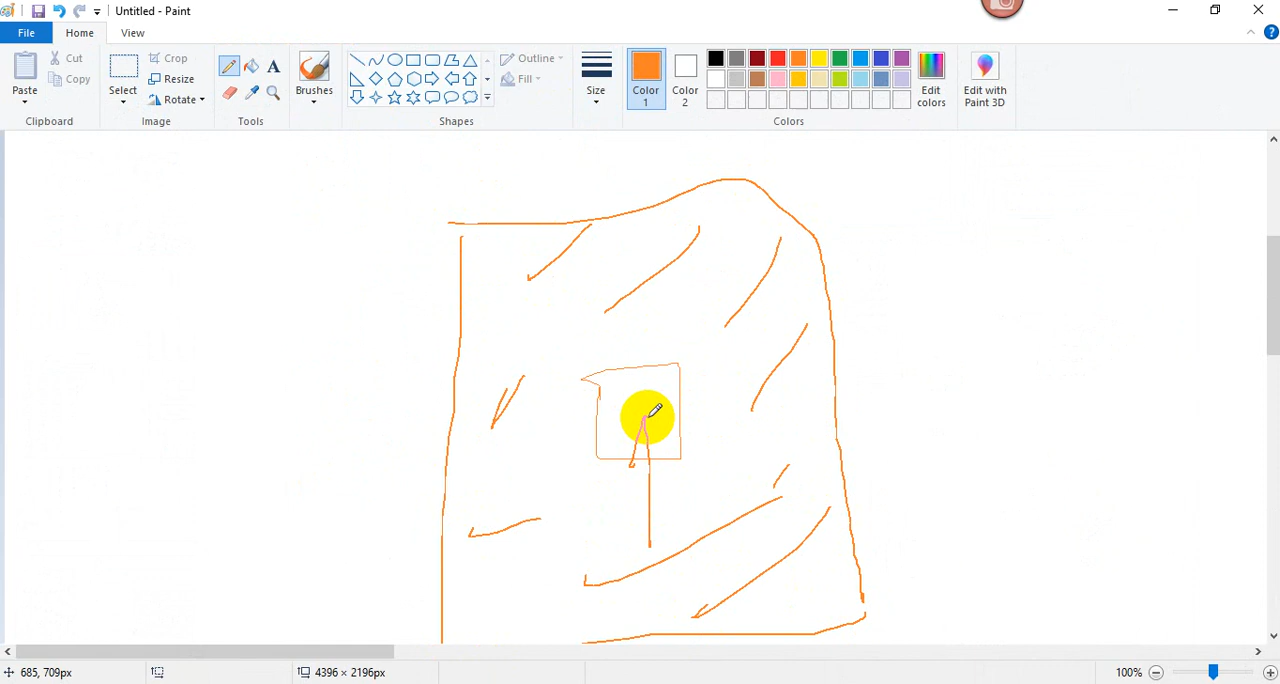 Untitled - Paint
File Home View
Paste
Cut
Copy
Clipboard
Select
Crop
Resize
Rotate
Image
Tools
Brushes
Shapes
Outline
Fill
Size
Color 1
Color 2
Edit colors
Edit with Paint 3D
Colors
685, 709px
4396 × 2196px
100%